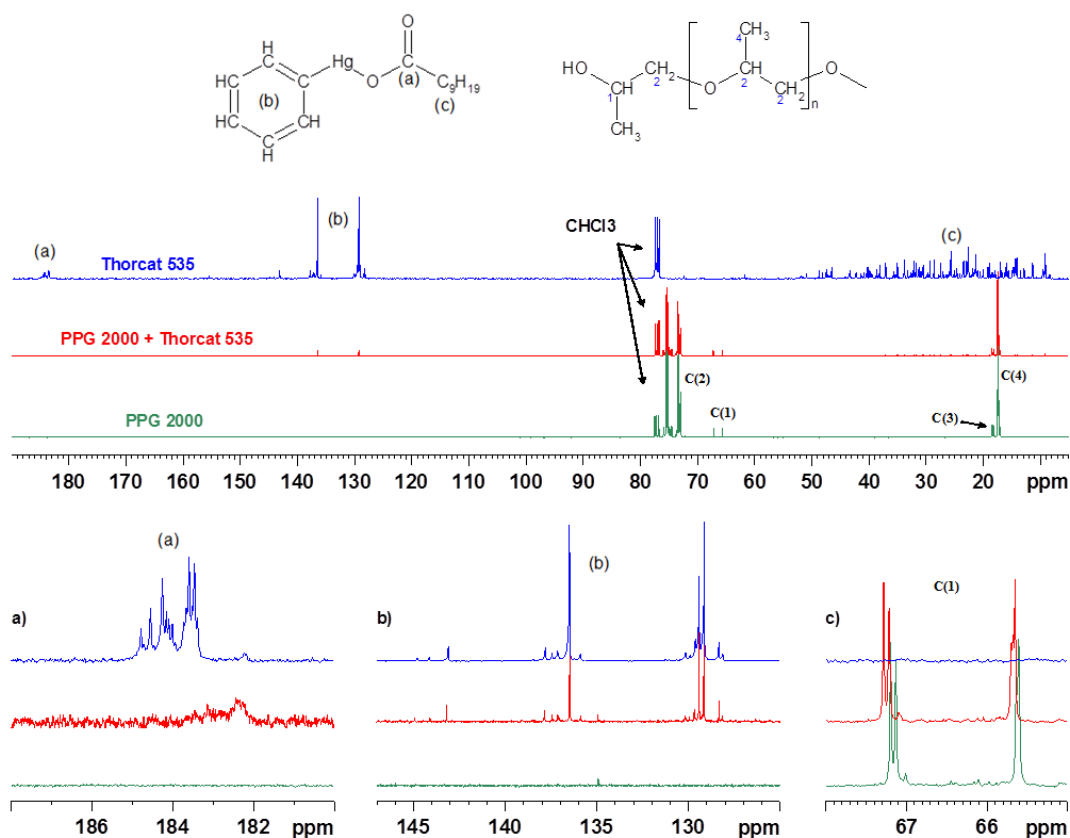 O
Hg
O
(a)
C9H19
(c)
(b)
H
C
C
H
HC
CH
HC
CH
C
H
4
CH3
HO
1
CH
CH3
2
C
H2
O
CH
2
CH2
2
n
O
(a)
(b)
CHCl3
(c)
Thorcat 535
PPG 2000 + Thorcat 535
PPG 2000
C(2)
C(1)
C(3)
C(4)
180 170 160 150 140 130 120 110 100 90 80 70 60 50 40 30 20 ppm
a)
(a)
b)
(b)
c)
C(1)
186 184 182 ppm
145 140 135 130 ppm
67 66 ppm